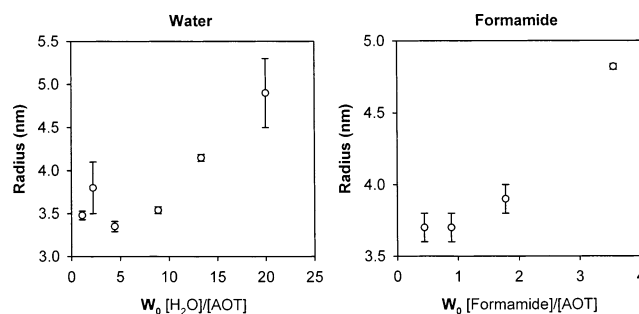 Water
Radius (nm)
5.5
5.0
4.5
4.0
3.5
3.0
0 5 10 15 20 25
W₀ [H₂O]/[AOT]
Formamide
Radius (nm)
5.0
4.5
4.0
3.5
0 1 2 3 4
W₀ [Formamide]/[AOT]